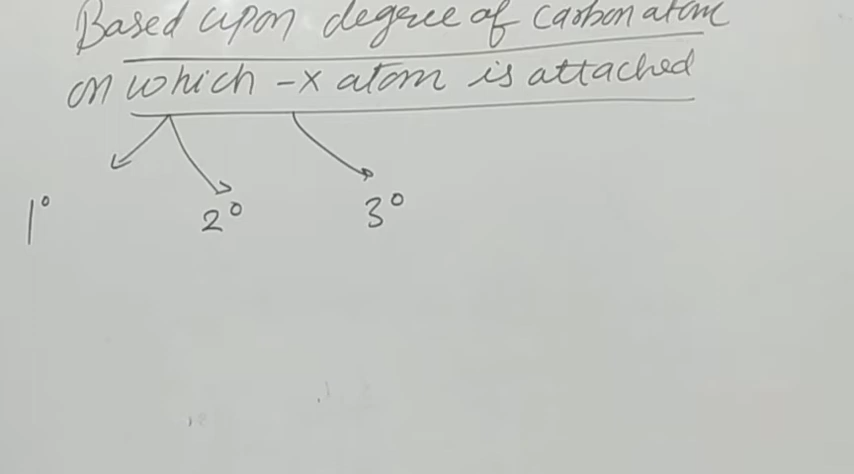 Based upon degree of carbon atom
on which -X atom is attached
1° 2° 3°